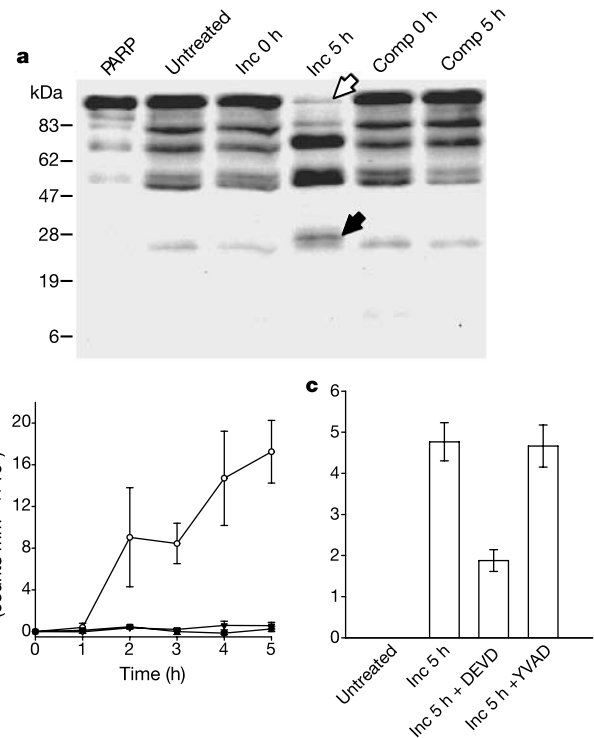 a
PARP
Untreated
Inc 0 h
Inc 5 h
Comp 0 h
Comp 5 h
kDa
83
62
47
28
19
6
20
16
12
8
4
0
0 1 2 3 4 5
Time (h)
c
6
5
4
3
2
1
0
Untreated
Inc 5 h
Inc 5 h + DEVD
Inc 5 h +YVAD